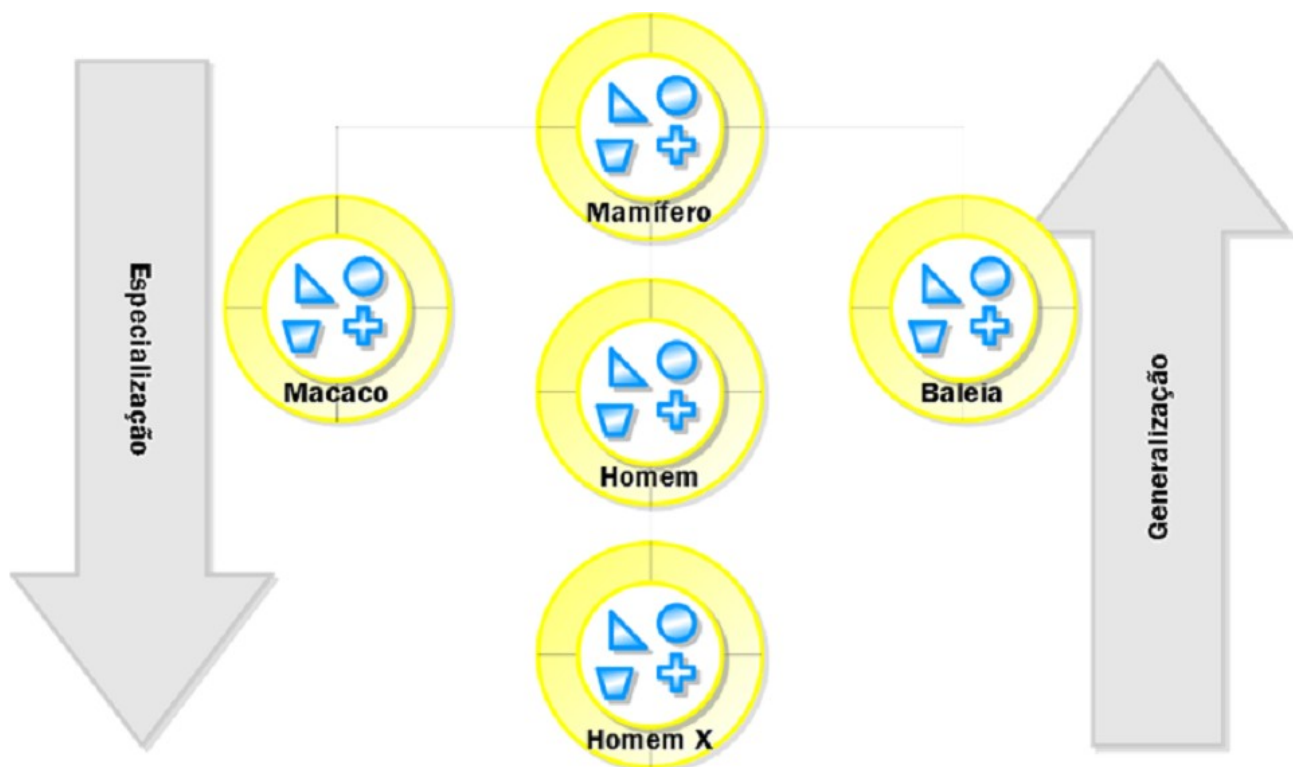 Mamífero
Especialização
Macaco
Baleia
Homem
Generalização
Homem X